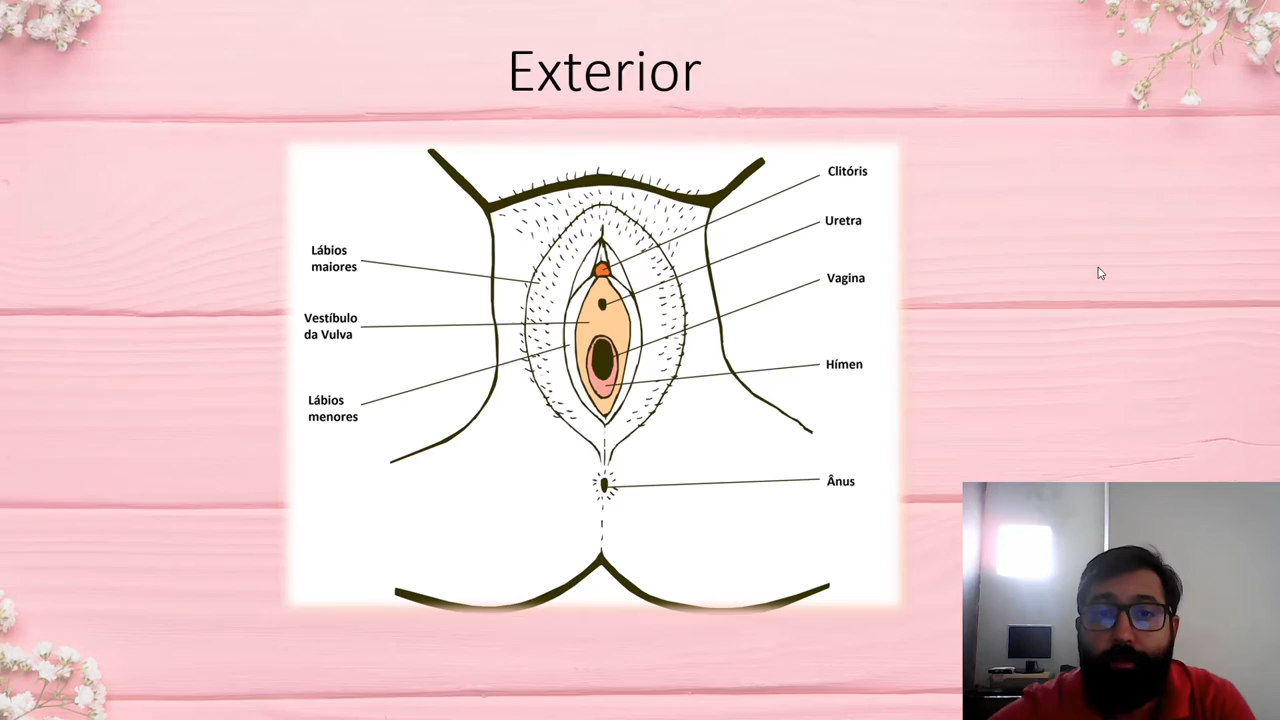 Exterior
Clitóris
Uretra
Lábios
maiores
Vagina
Vestíbulo
da Vulva
Hímen
Lábios
menores
Ânus